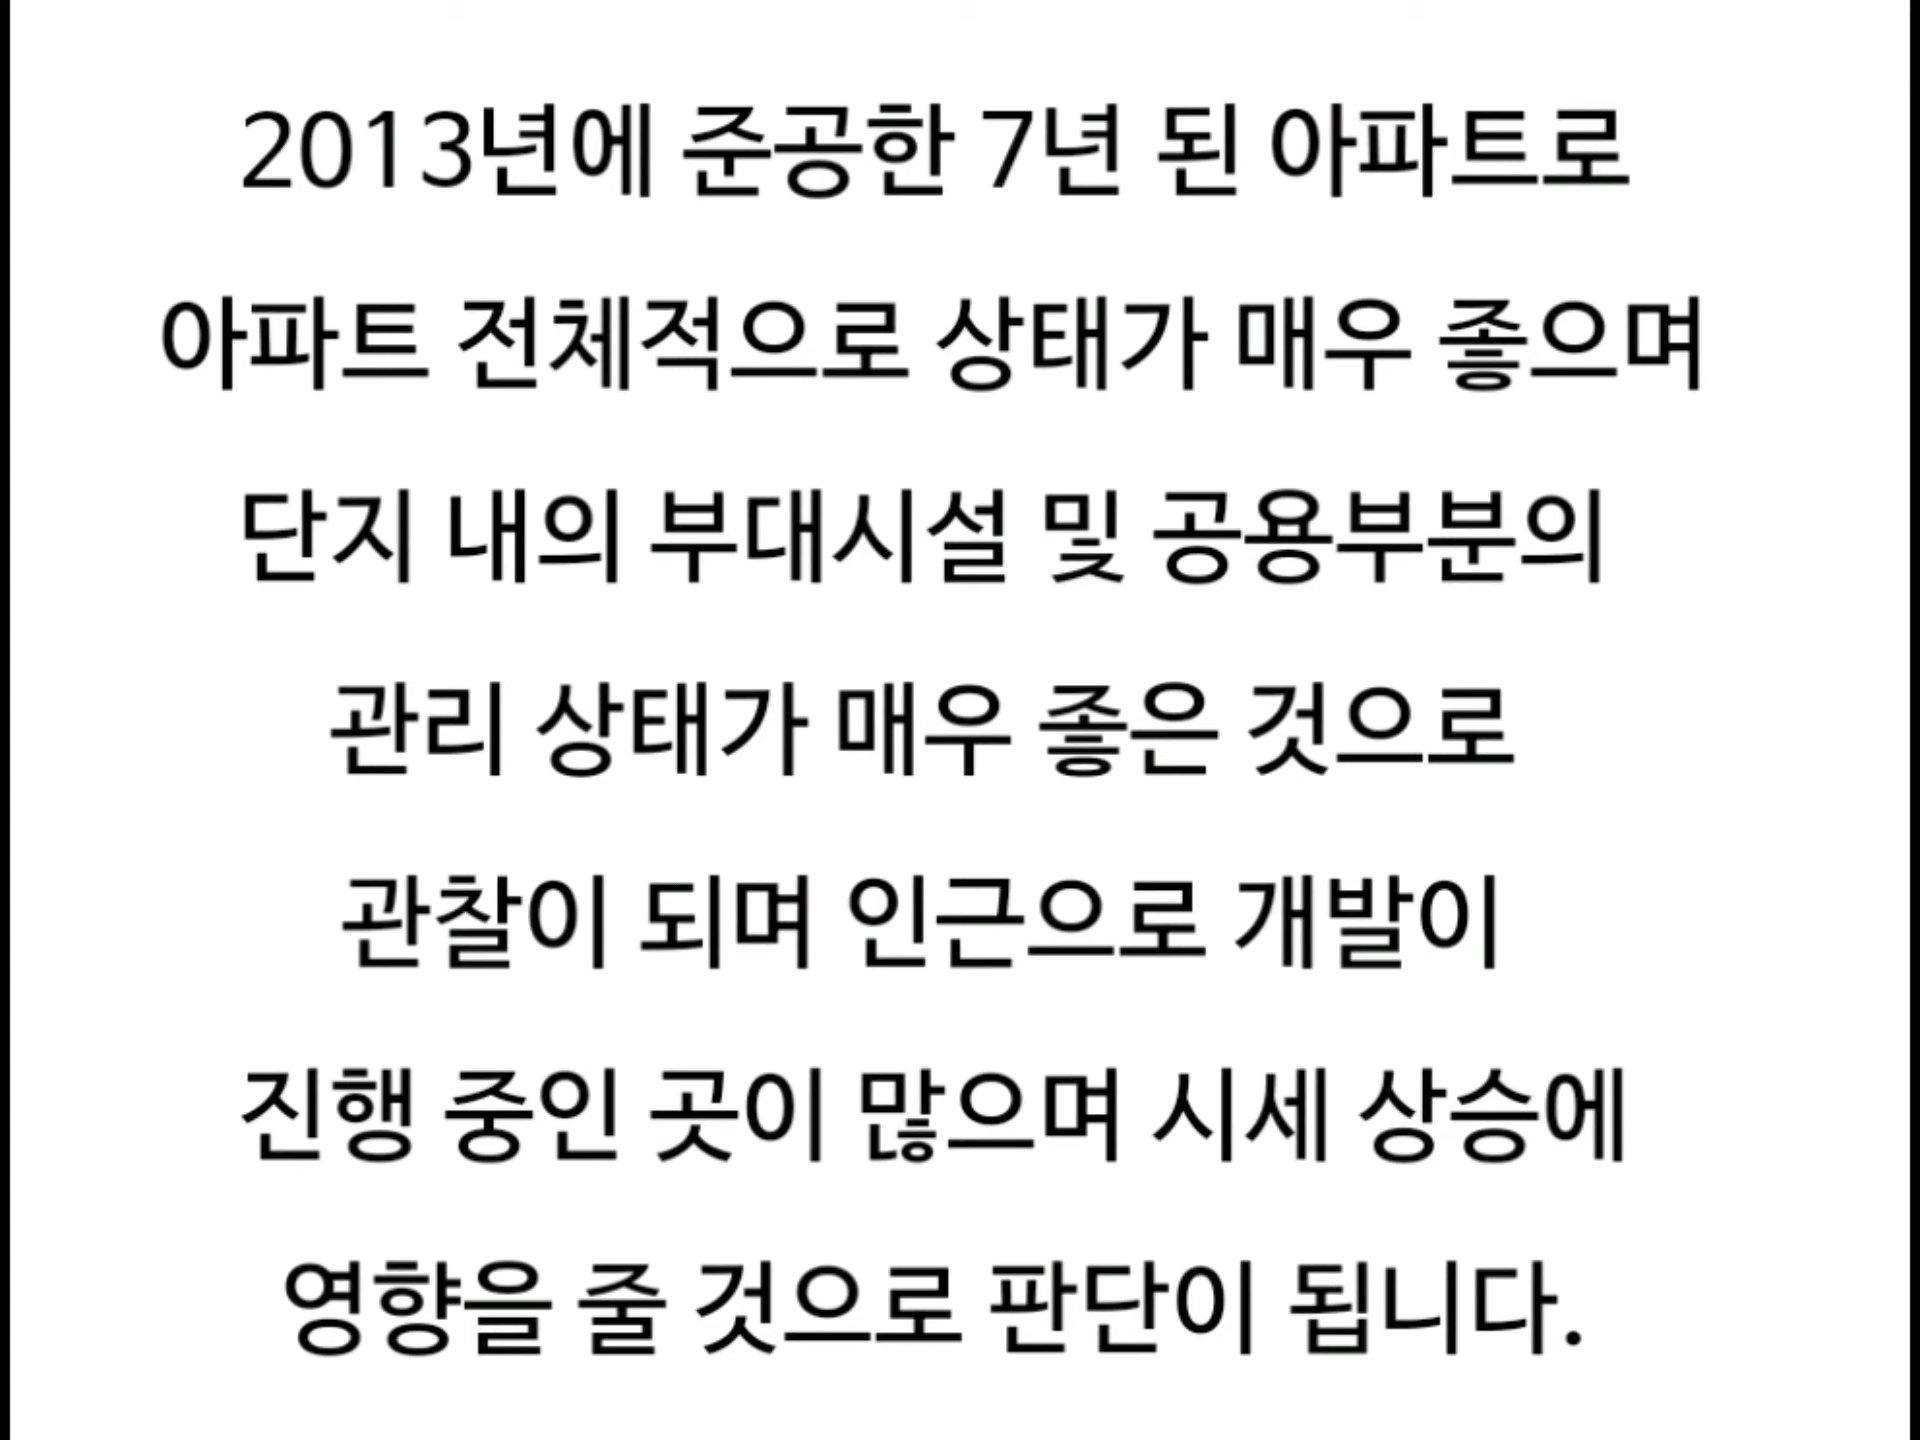 2013년에 준공한 7년 된 아파트로
아파트 전체적으로 상태가 매우 좋으며
단지 내의 부대시설 및 공용부분의
관리 상태가 매우 좋은 것으로
관찰이 되며 인근으로 개발이
진행 중인 곳이 많으며 시세 상승에
영향을 줄 것으로 판단이 됩니다.